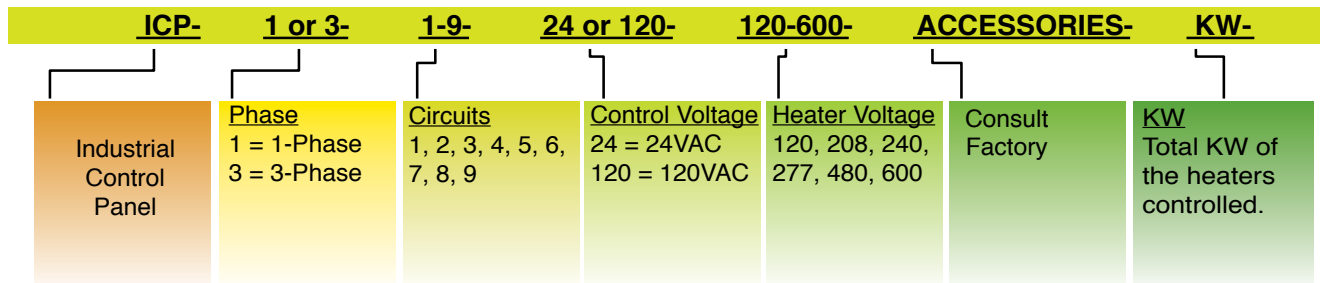 ICP- 1 or 3- 1-9- 24 or 120- 120-600- ACCESSORIES- KW-
Industrial
Control
Panel
Phase
1 = 1-Phase
3 = 3-Phase
Circuits
1, 2, 3, 4, 5, 6,
7, 8, 9
Control Voltage
24 = 24VAC
120 = 120VAC
Heater Voltage
120, 208, 240,
277, 480, 600
Consult
Factory
KW
Total KW of
the heaters
controlled.